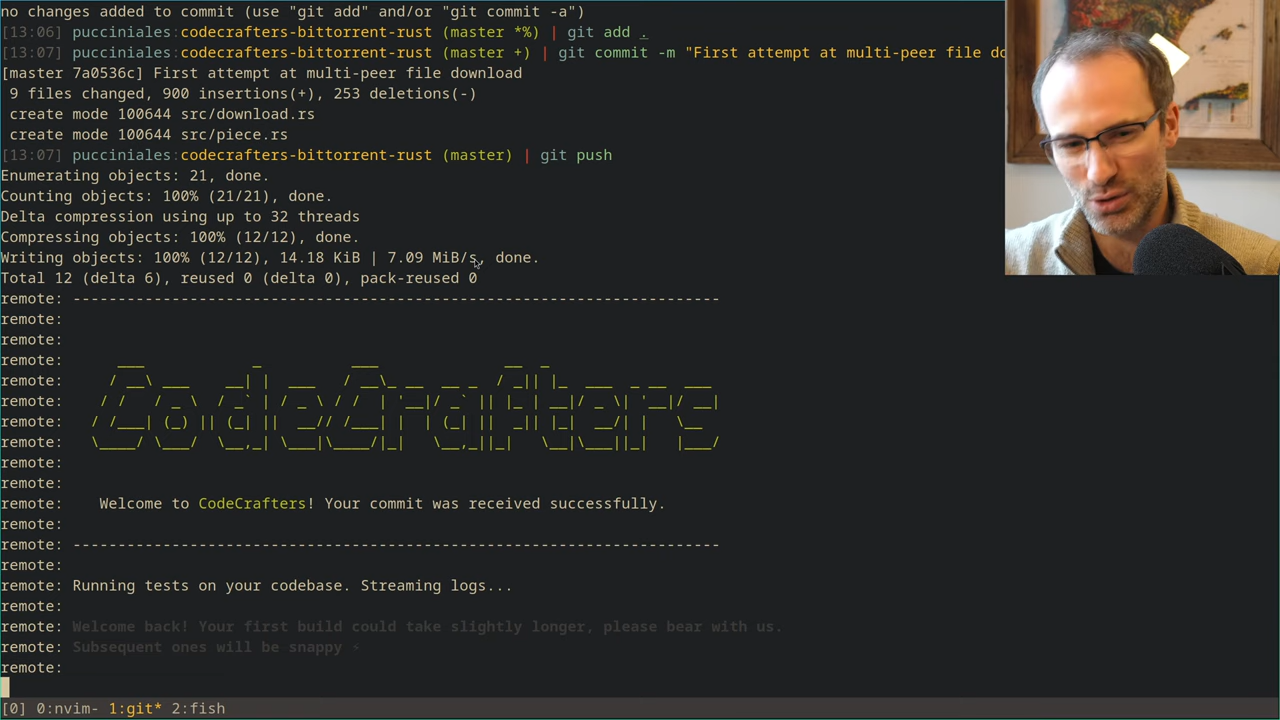 no changes added to commit (use "git add" and/or "git commit -a")
[13:06] pucciniales:codecrafters-bittorrent-rust (master *%) | git add .
[13:07] pucciniales:codecrafters-bittorrent-rust (master +) | git commit -m "First attempt at multi-peer file do
[master 7a0536c] First attempt at multi-peer file download
 9 files changed, 900 insertions(+), 253 deletions(-)
 create mode 100644 src/download.rs
 create mode 100644 src/piece.rs
[13:07] pucciniales:codecrafters-bittorrent-rust (master) | git push
Enumerating objects: 21, done.
Counting objects: 100% (21/21), done.
Delta compression using up to 32 threads
Compressing objects: 100% (12/12), done.
Writing objects: 100% (12/12), 14.18 KiB | 7.09 MiB/s, done.
Total 12 (delta 6), reused 0 (delta 0), pack-reused 0
remote: ------------------------------------------------------------------------
remote:
remote:
remote: CodeCrafters
remote:
remote:
remote:
remote:
remote:
remote:
remote:    Welcome to CodeCrafters! Your commit was received successfully.
remote:
remote: ------------------------------------------------------------------------
remote:
remote: Running tests on your codebase. Streaming logs...
remote:
remote: Welcome back! Your first build could take slightly longer, please bear with us.
remote: Subsequent ones will be snappy ⚡
remote:
[0] 0:nvim- 1:git* 2:fish